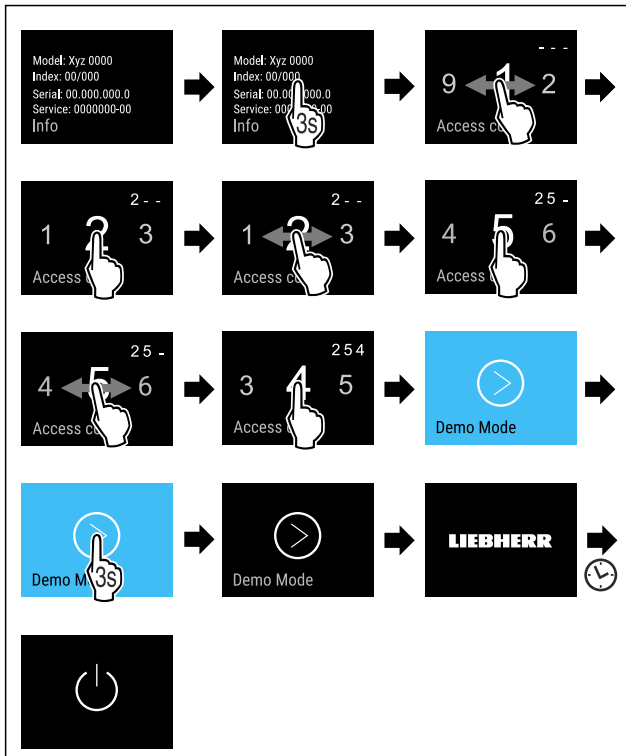 Model: Xyz 0000
Index: 00/000
Serial: 00.000.000.0
Service: 0000000-00
Info
Model: Xyz 0000
Index: 00/000
Serial:
Service:
Info
3s
- - -
9 1 2
Access
2 - -
1 2 3
Access
2 - -
1 2 3
Access
2 5 -
4 5 6
Access
2 5 -
4 5 6
Access
2 5 4
3 4 5
Access
Demo Mode
Demo
3s
Demo Mode
LIEBHERR